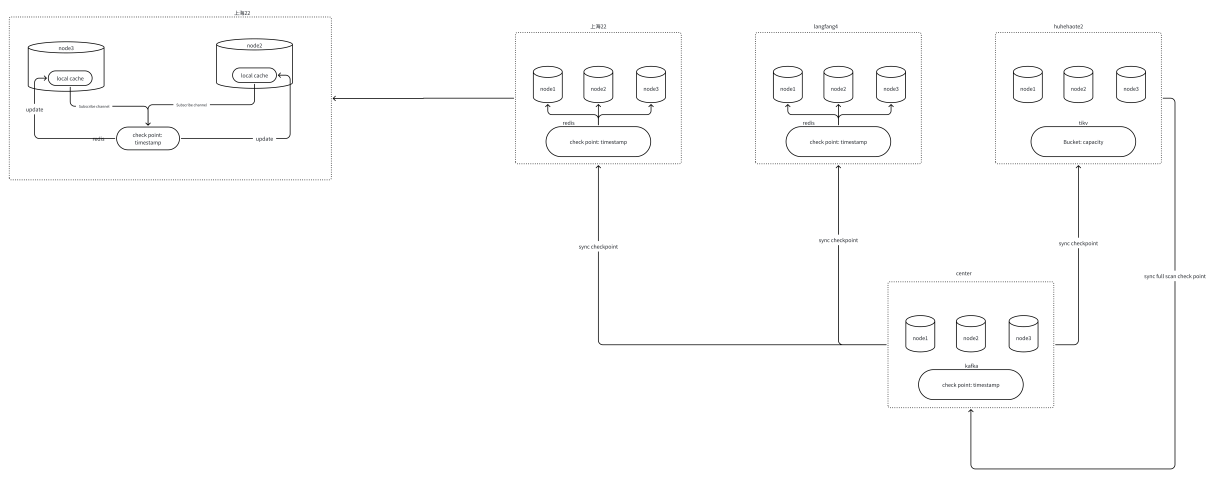 上海22
node3
node2
local cache
local cache
Subscribe channel
Subscribe channel
update
redis
check point:
timestamp
update
上海22
node1
node2
node3
redis
check point: timestamp
langfang4
node1
node2
node3
redis
check point: timestamp
huhehaote2
node1
node2
node3
tikv
Bucket: capacity
sync checkpoint
sync checkpoint
sync checkpoint
sync full scan check point
center
node1
node2
node3
kafka
check point: timestamp